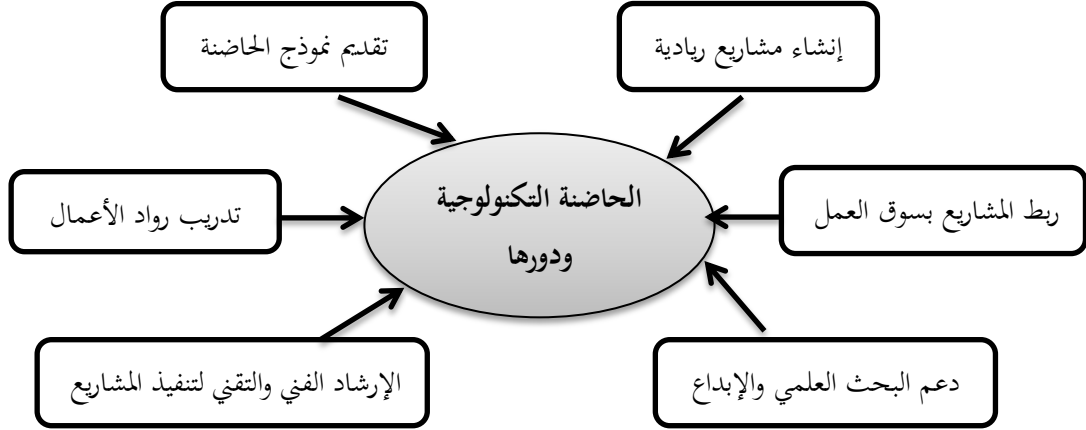 إنشاء مشاريع ريادية
تقديم نموذج الحاضنة
الحاضنة التكنولوجية
ودورها
ربط المشاريع بسوق العمل
تدريب رواد الأعمال
دعم البحث العلمي والإبداع
الإرشاد الفني والتقني لتنفيذ المشاريع